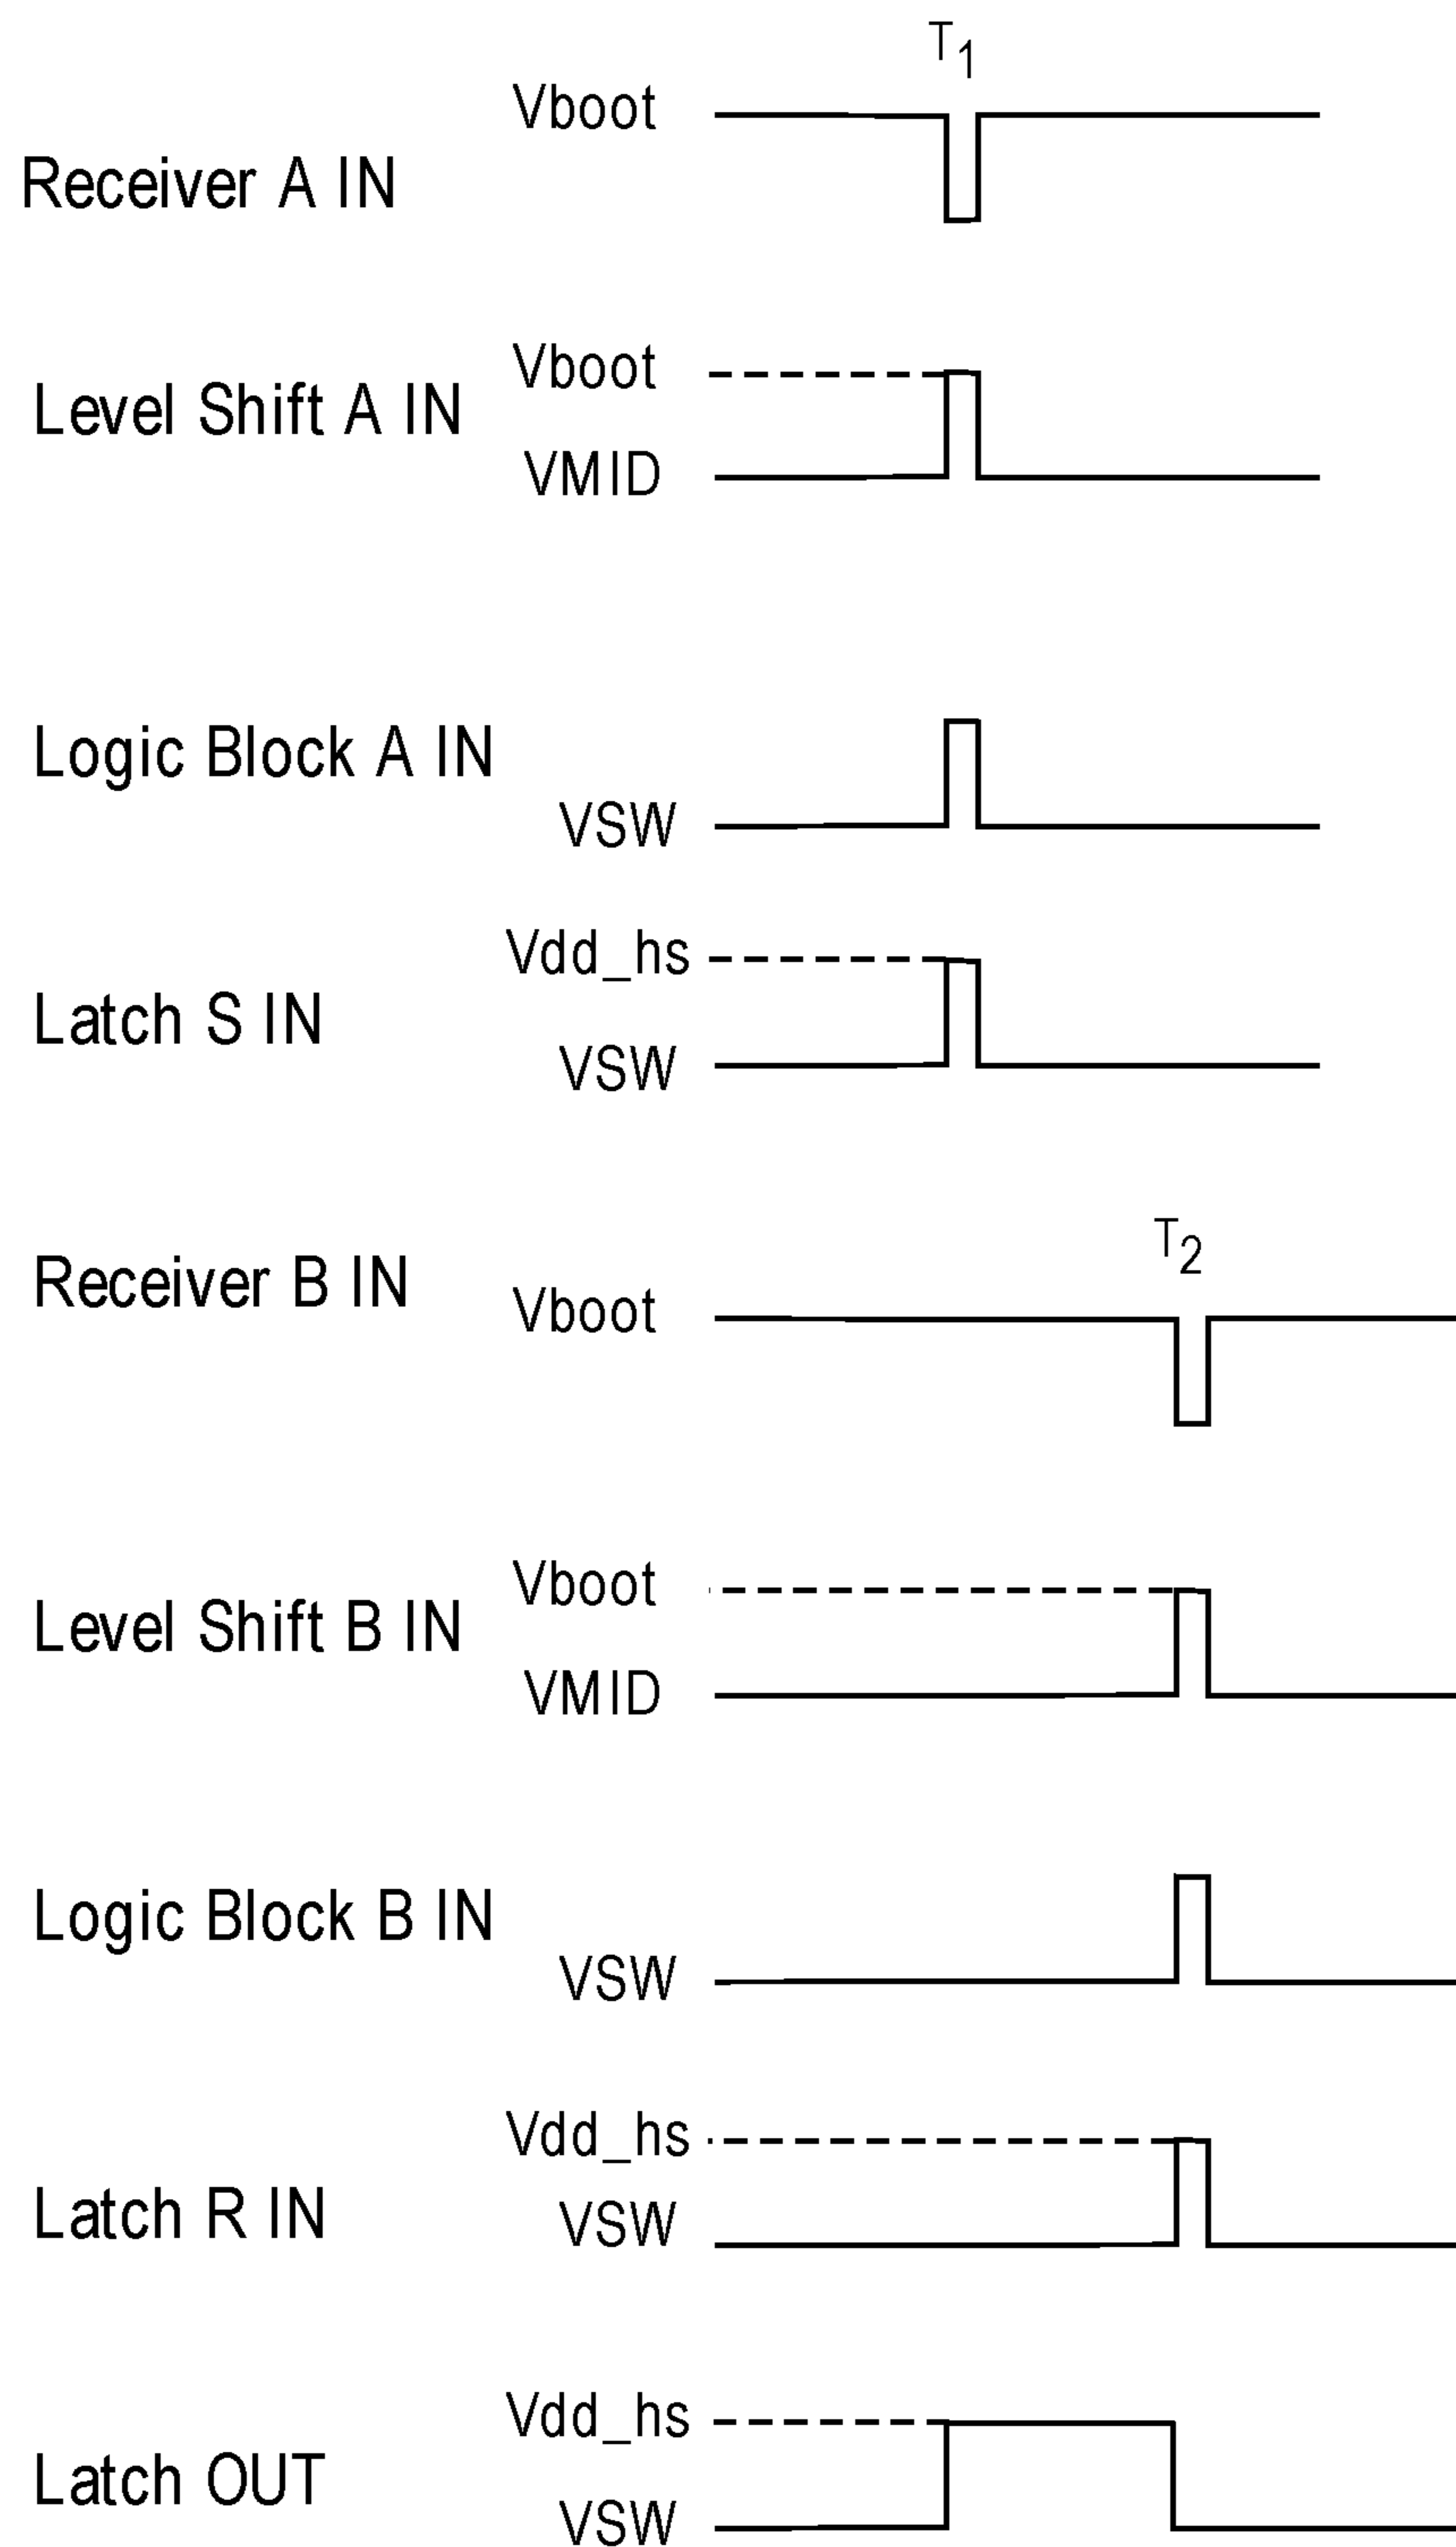 T1
Vboot
Receiver A IN
Vboot
Level Shift A IN
VMID
Logic Block A IN
VSW
Vdd_hs
Latch S IN
VSW
T2
Receiver B IN
Vboot
Vboot
Level Shift B IN
VMID
Logic Block B IN
VSW
Vdd_hs
Latch R IN
VSW
Vdd_hs
Latch OUT
VSW